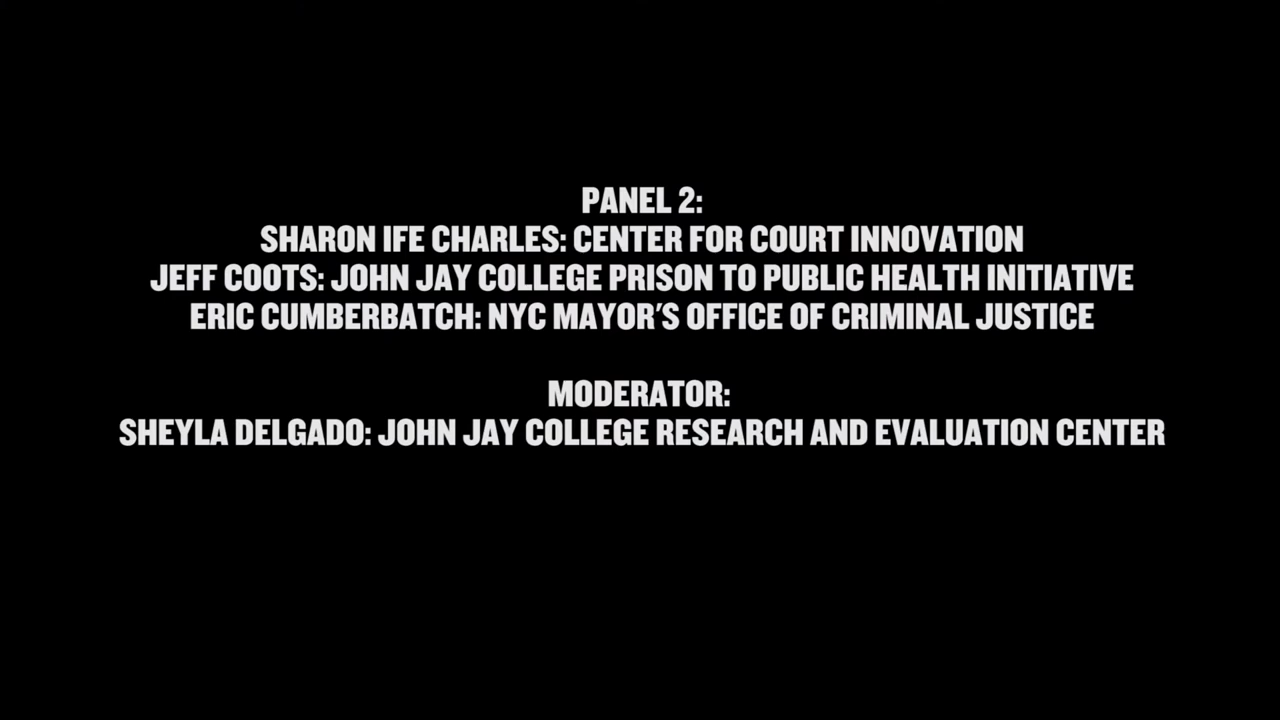 PANEL 2:
SHARON IFE CHARLES: CENTER FOR COURT INNOVATION
JEFF COOTS: JOHN JAY COLLEGE PRISON TO PUBLIC HEALTH INITIATIVE
ERIC CUMBERBATCH: NYC MAYOR'S OFFICE OF CRIMINAL JUSTICE
MODERATOR:
SHEYLA DELGADO: JOHN JAY COLLEGE RESEARCH AND EVALUATION CENTER